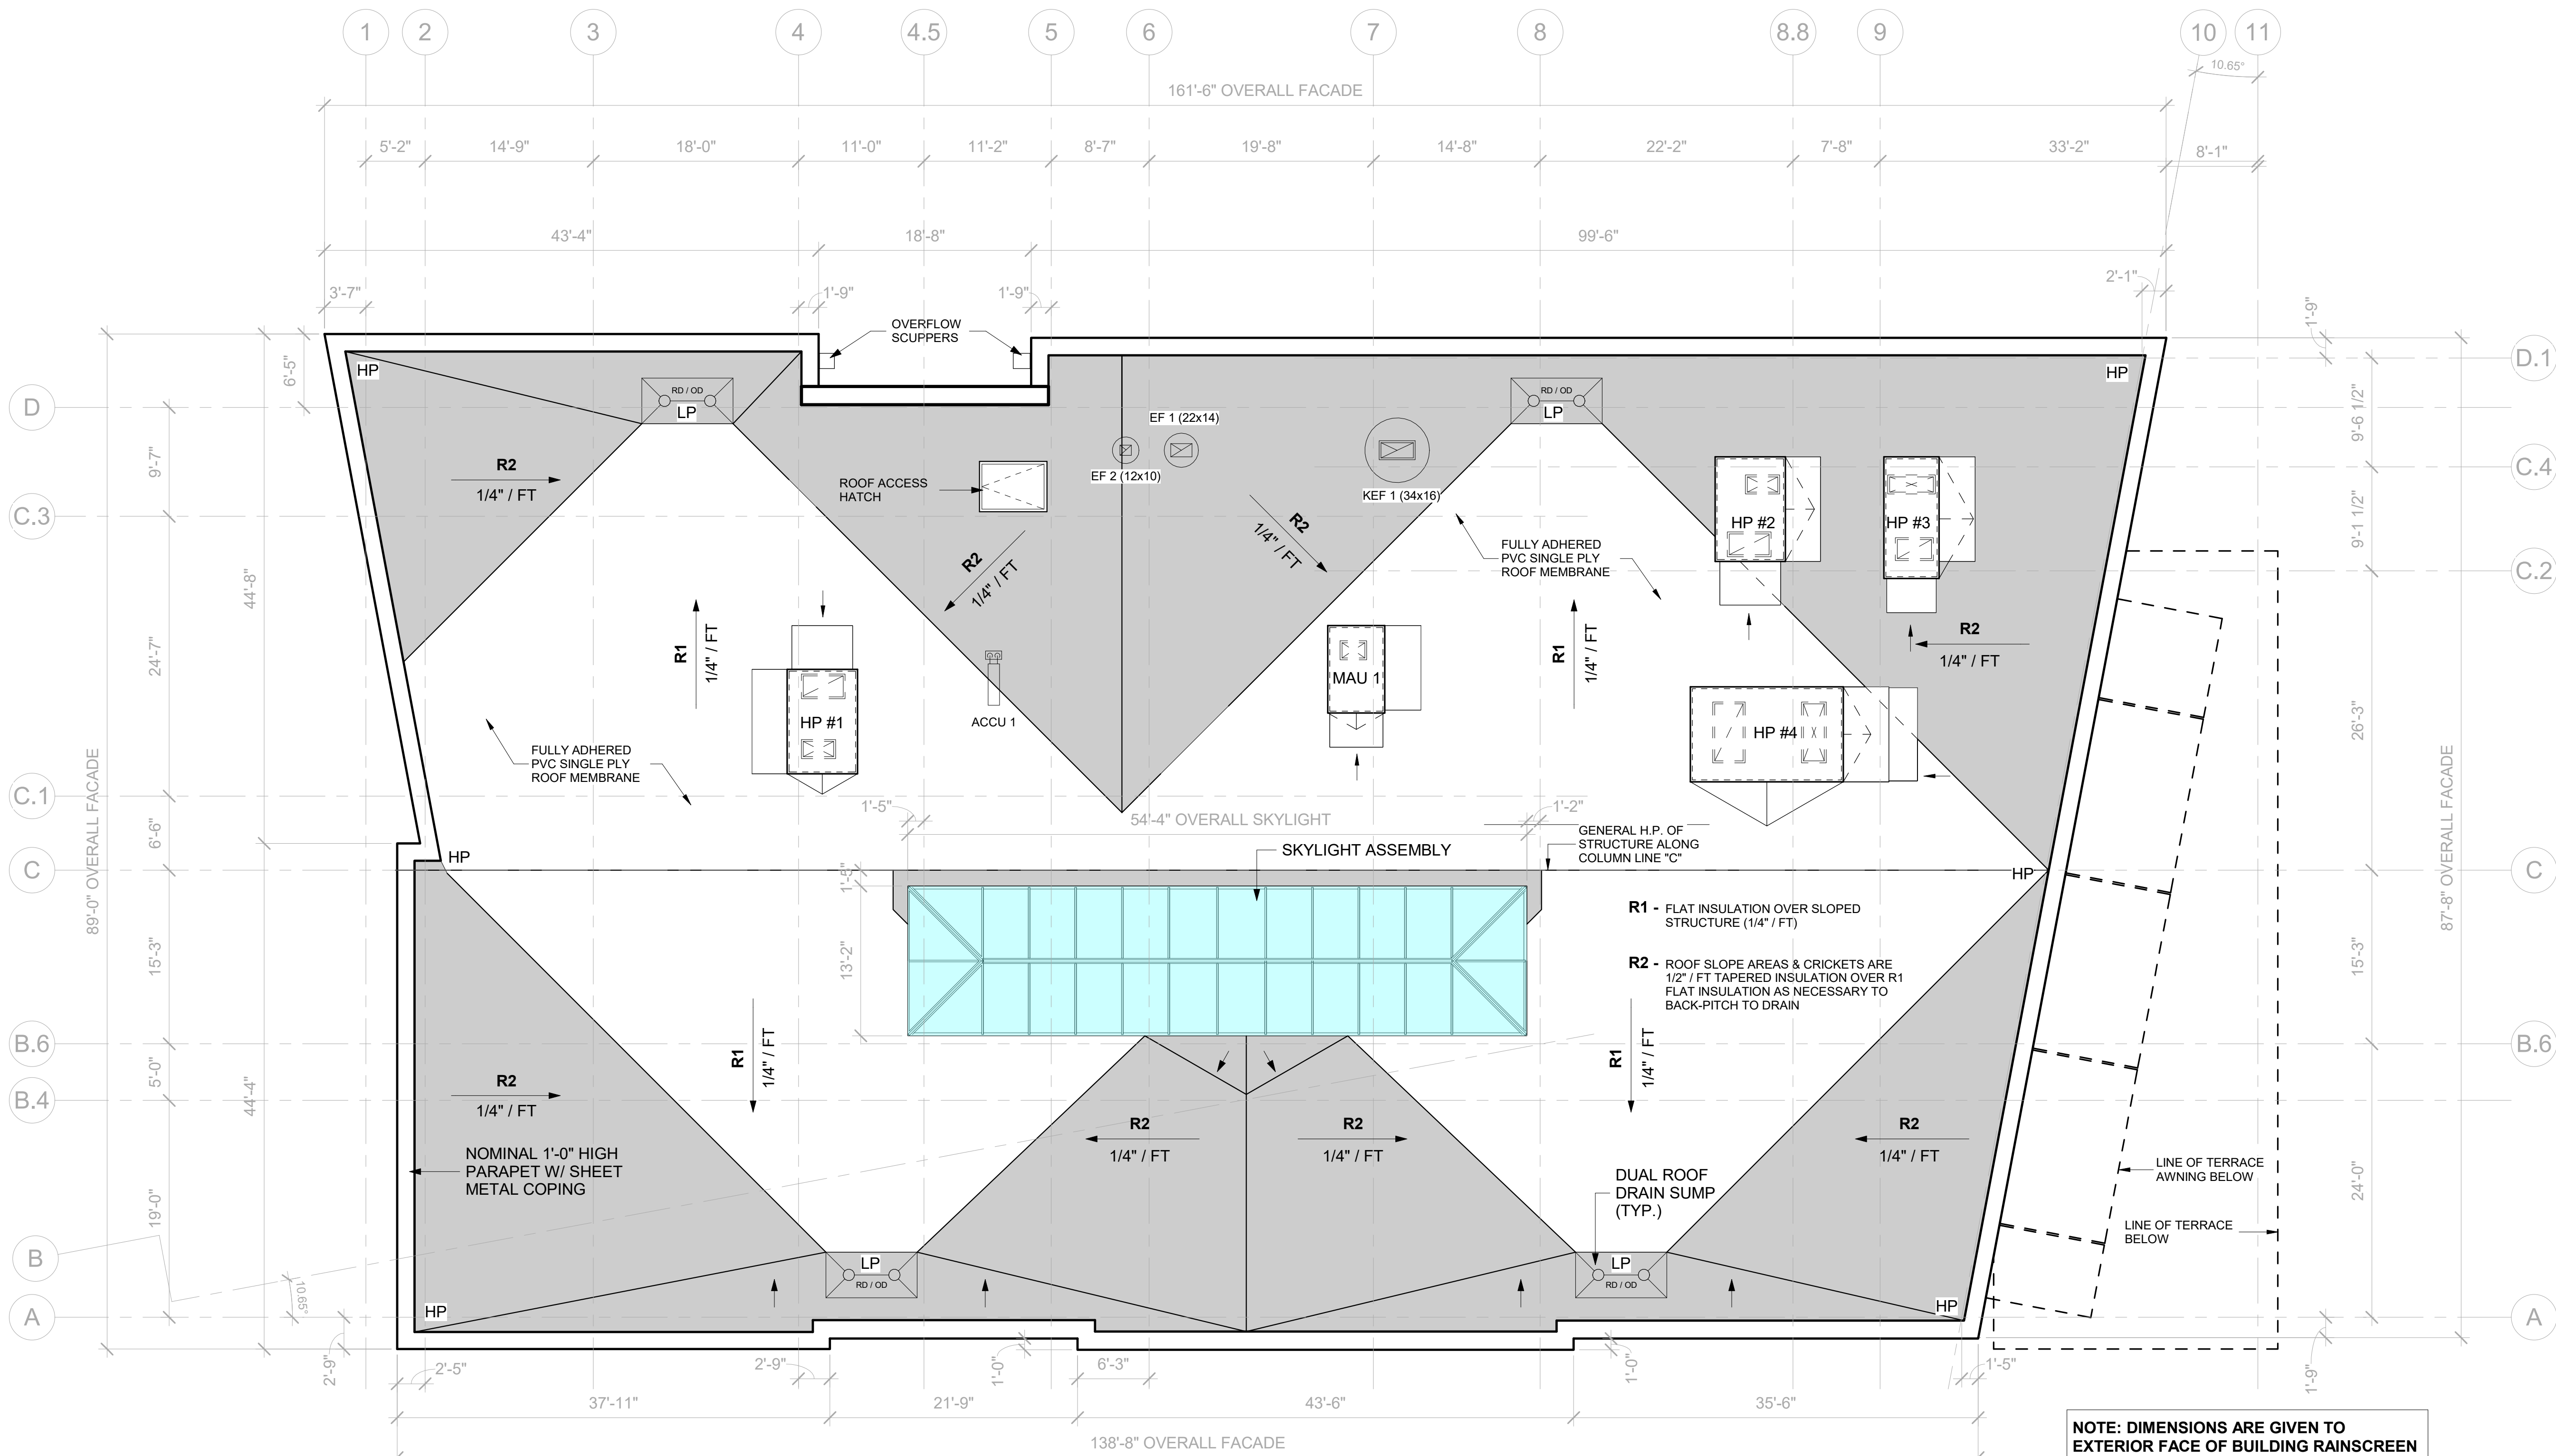 1
2
3
4
4.5
5
6
7
8
8.8
9
10
11
10.65°
161'-6" OVERALL FACADE
5'-2"
14'-9"
18'-0"
11'-0"
11'-2"
8'-7"
19'-8"
14'-8"
22'-2"
7'-8"
33'-2"
8'-1"
43'-4"
18'-8"
99'-6"
2'-1"
3'-7"
1'-9"
1'-9"
1'-9"
OVERFLOW
SCUPPERS
6'-5"
HP
HP
D.1
D
RD / OD
LP
RD / OD
LP
EF 1 (22x14)
EF 2 (12x10)
KEF 1 (34x16)
9'-6 1/2"
9'-7"
R2
1/4" / FT
ROOF ACCESS
HATCH
C.4
C.3
R2
1/4" / FT
HP #2
HP #3
9'-1 1/2"
FULLY ADHERED
PVC SINGLE PLY
ROOF MEMBRANE
C.2
44'-8"
R2
1/4" / FT
24'-7"
R1
1/4" / FT
R1
1/4" / FT
R2
1/4" / FT
MAU 1
HP #1
ACCU 1
HP #4
26'-3"
FULLY ADHERED
PVC SINGLE PLY
ROOF MEMBRANE
89'-0" OVERALL FACADE
87'-8" OVERALL FACADE
C.1
1'-5"
54'-4" OVERALL SKYLIGHT
1'-2"
6'-6"
GENERAL H.P. OF
STRUCTURE ALONG
COLUMN LINE "C"
SKYLIGHT ASSEMBLY
HP
C
1'-5"
HP
C
R1 - FLAT INSULATION OVER SLOPED
STRUCTURE (1/4" / FT)
15'-3"
13'-2"
15'-3"
R2 - ROOF SLOPE AREAS & CRICKETS ARE
1/2" / FT TAPERED INSULATION OVER R1
FLAT INSULATION AS NECESSARY TO
BACK-PITCH TO DRAIN
B.6
B.6
5'-0"
44'-4"
R1
1/4" / FT
R1
1/4" / FT
R2
1/4" / FT
B.4
R2
1/4" / FT
R2
1/4" / FT
R2
1/4" / FT
NOMINAL 1'-0" HIGH
PARAPET W/ SHEET
METAL COPING
DUAL ROOF
DRAIN SUMP
(TYP.)
LINE OF TERRACE
AWNING BELOW
19'-0"
24'-0"
LINE OF TERRACE
BELOW
B
LP
RD / OD
LP
RD / OD
10.65°
HP
HP
A
A
2'-9"
2'-5"
2'-9"
1'-0"
6'-3"
1'-0"
1'-5"
1'-9"
37'-11"
21'-9"
43'-6"
35'-6"
138'-8" OVERALL FACADE
NOTE: DIMENSIONS ARE GIVEN TO
EXTERIOR FACE OF BUILDING RAINSCREEN